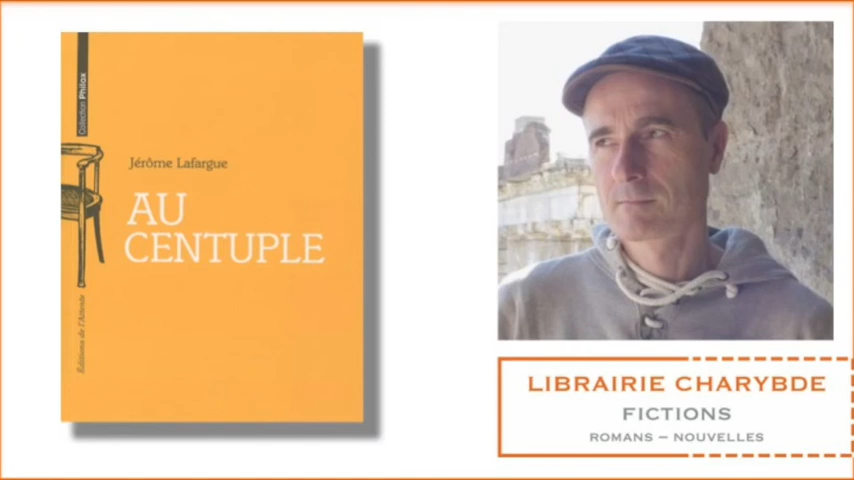 Collection Philox
Jérôme Lafargue
AU
CENTUPLE
Éditions de l'Attente
LIBRAIRIE CHARYBDE
FICTIONS
ROMANS – NOUVELLES